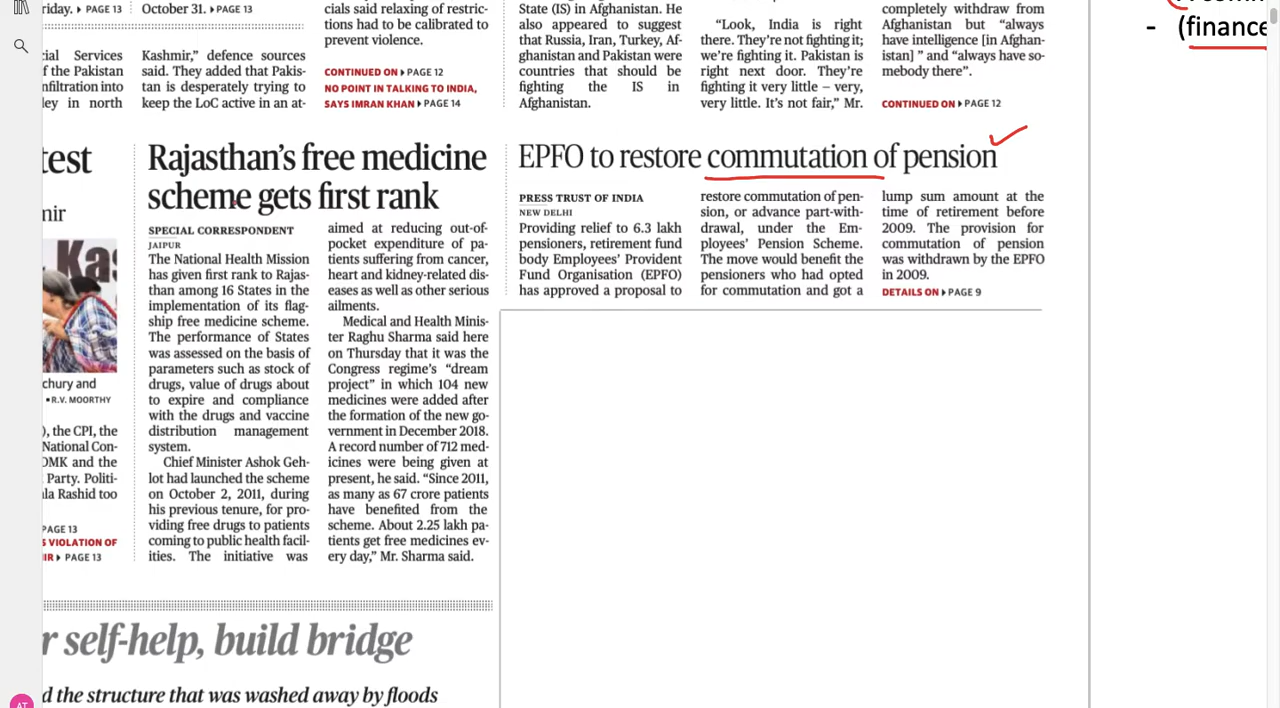 riday. ▸ PAGE 13
October 31. ▸ PAGE 13
cial Services
f the Pakistan
nfiltration into
ley in north
Kashmir,” defence sources
said. They added that Pakis-
tan is desperately trying to
keep the LoC active in an at-
cials said relaxing of restric-
tions had to be calibrated to
prevent violence.
CONTINUED ON ▸ PAGE 12
NO POINT IN TALKING TO INDIA,
SAYS IMRAN KHAN ▸ PAGE 14
State (IS) in Afghanistan. He
also appeared to suggest
that Russia, Iran, Turkey, Af-
ghanistan and Pakistan were
countries that should be
fighting the IS in
Afghanistan.
“Look, India is right
there. They’re not fighting it;
we’re fighting it. Pakistan is
right next door. They’re
fighting it very little – very,
very little. It’s not fair,” Mr.
completely withdraw from
Afghanistan but “always
have intelligence [in Afghan-
istan] ” and “always have so-
mebody there”.
CONTINUED ON ▸ PAGE 12
- (finance
test
mir
chury and
▪ R.V. MOORTHY
), the CPI, the
National Con-
DMK and the
Party. Politi-
la Rashid too
PAGE 13
S VIOLATION OF
IR ▸ PAGE 13
Rajasthan’s free medicine
scheme gets first rank
SPECIAL CORRESPONDENT
JAIPUR
The National Health Mission
has given first rank to Rajas-
than among 16 States in the
implementation of its flag-
ship free medicine scheme.
The performance of States
was assessed on the basis of
parameters such as stock of
drugs, value of drugs about
to expire and compliance
with the drugs and vaccine
distribution management
system.
Chief Minister Ashok Geh-
lot had launched the scheme
on October 2, 2011, during
his previous tenure, for pro-
viding free drugs to patients
coming to public health facil-
ities. The initiative was
aimed at reducing out-of-
pocket expenditure of pa-
tients suffering from cancer,
heart and kidney-related dis-
eases as well as other serious
ailments.
Medical and Health Minis-
ter Raghu Sharma said here
on Thursday that it was the
Congress regime’s “dream
project” in which 104 new
medicines were added after
the formation of the new go-
vernment in December 2018.
A record number of 712 med-
icines were being given at
present, he said. “Since 2011,
as many as 67 crore patients
have benefited from the
scheme. About 2.25 lakh pa-
tients get free medicines ev-
ery day,” Mr. Sharma said.
EPFO to restore commutation of pension
PRESS TRUST OF INDIA
NEW DELHI
Providing relief to 6.3 lakh
pensioners, retirement fund
body Employees’ Provident
Fund Organisation (EPFO)
has approved a proposal to
restore commutation of pen-
sion, or advance part-with-
drawal, under the Em-
ployees’ Pension Scheme.
The move would benefit the
pensioners who had opted
for commutation and got a
lump sum amount at the
time of retirement before
2009. The provision for
commutation of pension
was withdrawn by the EPFO
in 2009.
DETAILS ON ▸ PAGE 9
r self-help, build bridge
d the structure that was washed away by floods
AT